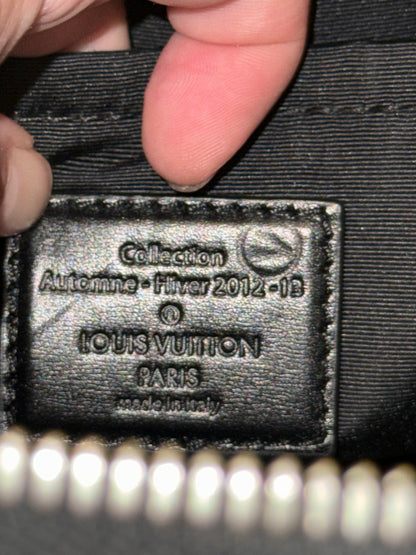 Collection
Automne - Hiver 2012 - 13
®
LOUIS VUITTON
PARIS
made in Italy